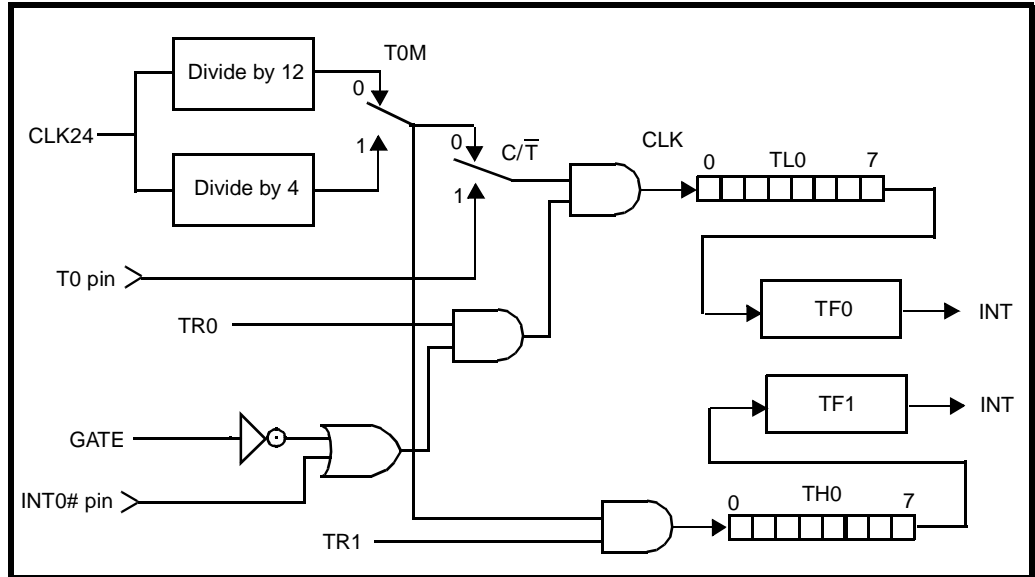 Divide by 12
T0M
0
CLK24
1
0
C/T̅
CLK
0
TL0
7
Divide by 4
1
T0 pin
TR0
TF0
INT
TF1
INT
GATE
INT0# pin
TR1
0
TH0
7